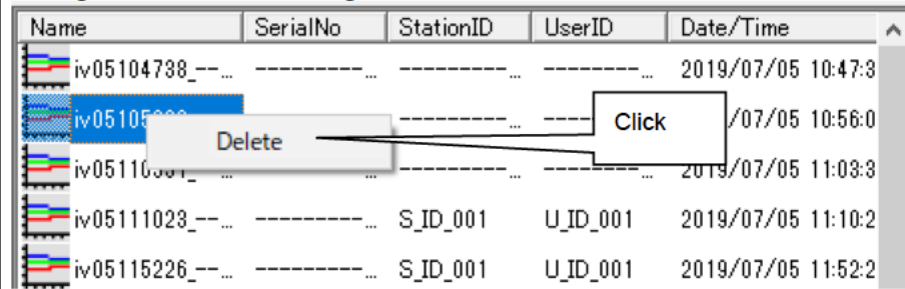 Name SerialNo StationID UserID Date/Time
iv05104738_--... ---------... ---------... --------... 2019/07/05 10:47:3
iv05105 ---------... /07/05 10:56:0
Delete
Click
iv05110 ... ---------... --------... 2019/07/05 11:03:3
iv05111023_--... ---------... S_ID_001 U_ID_001 2019/07/05 11:10:2
iv05115226_--... ---------... S_ID_001 U_ID_001 2019/07/05 11:52:2